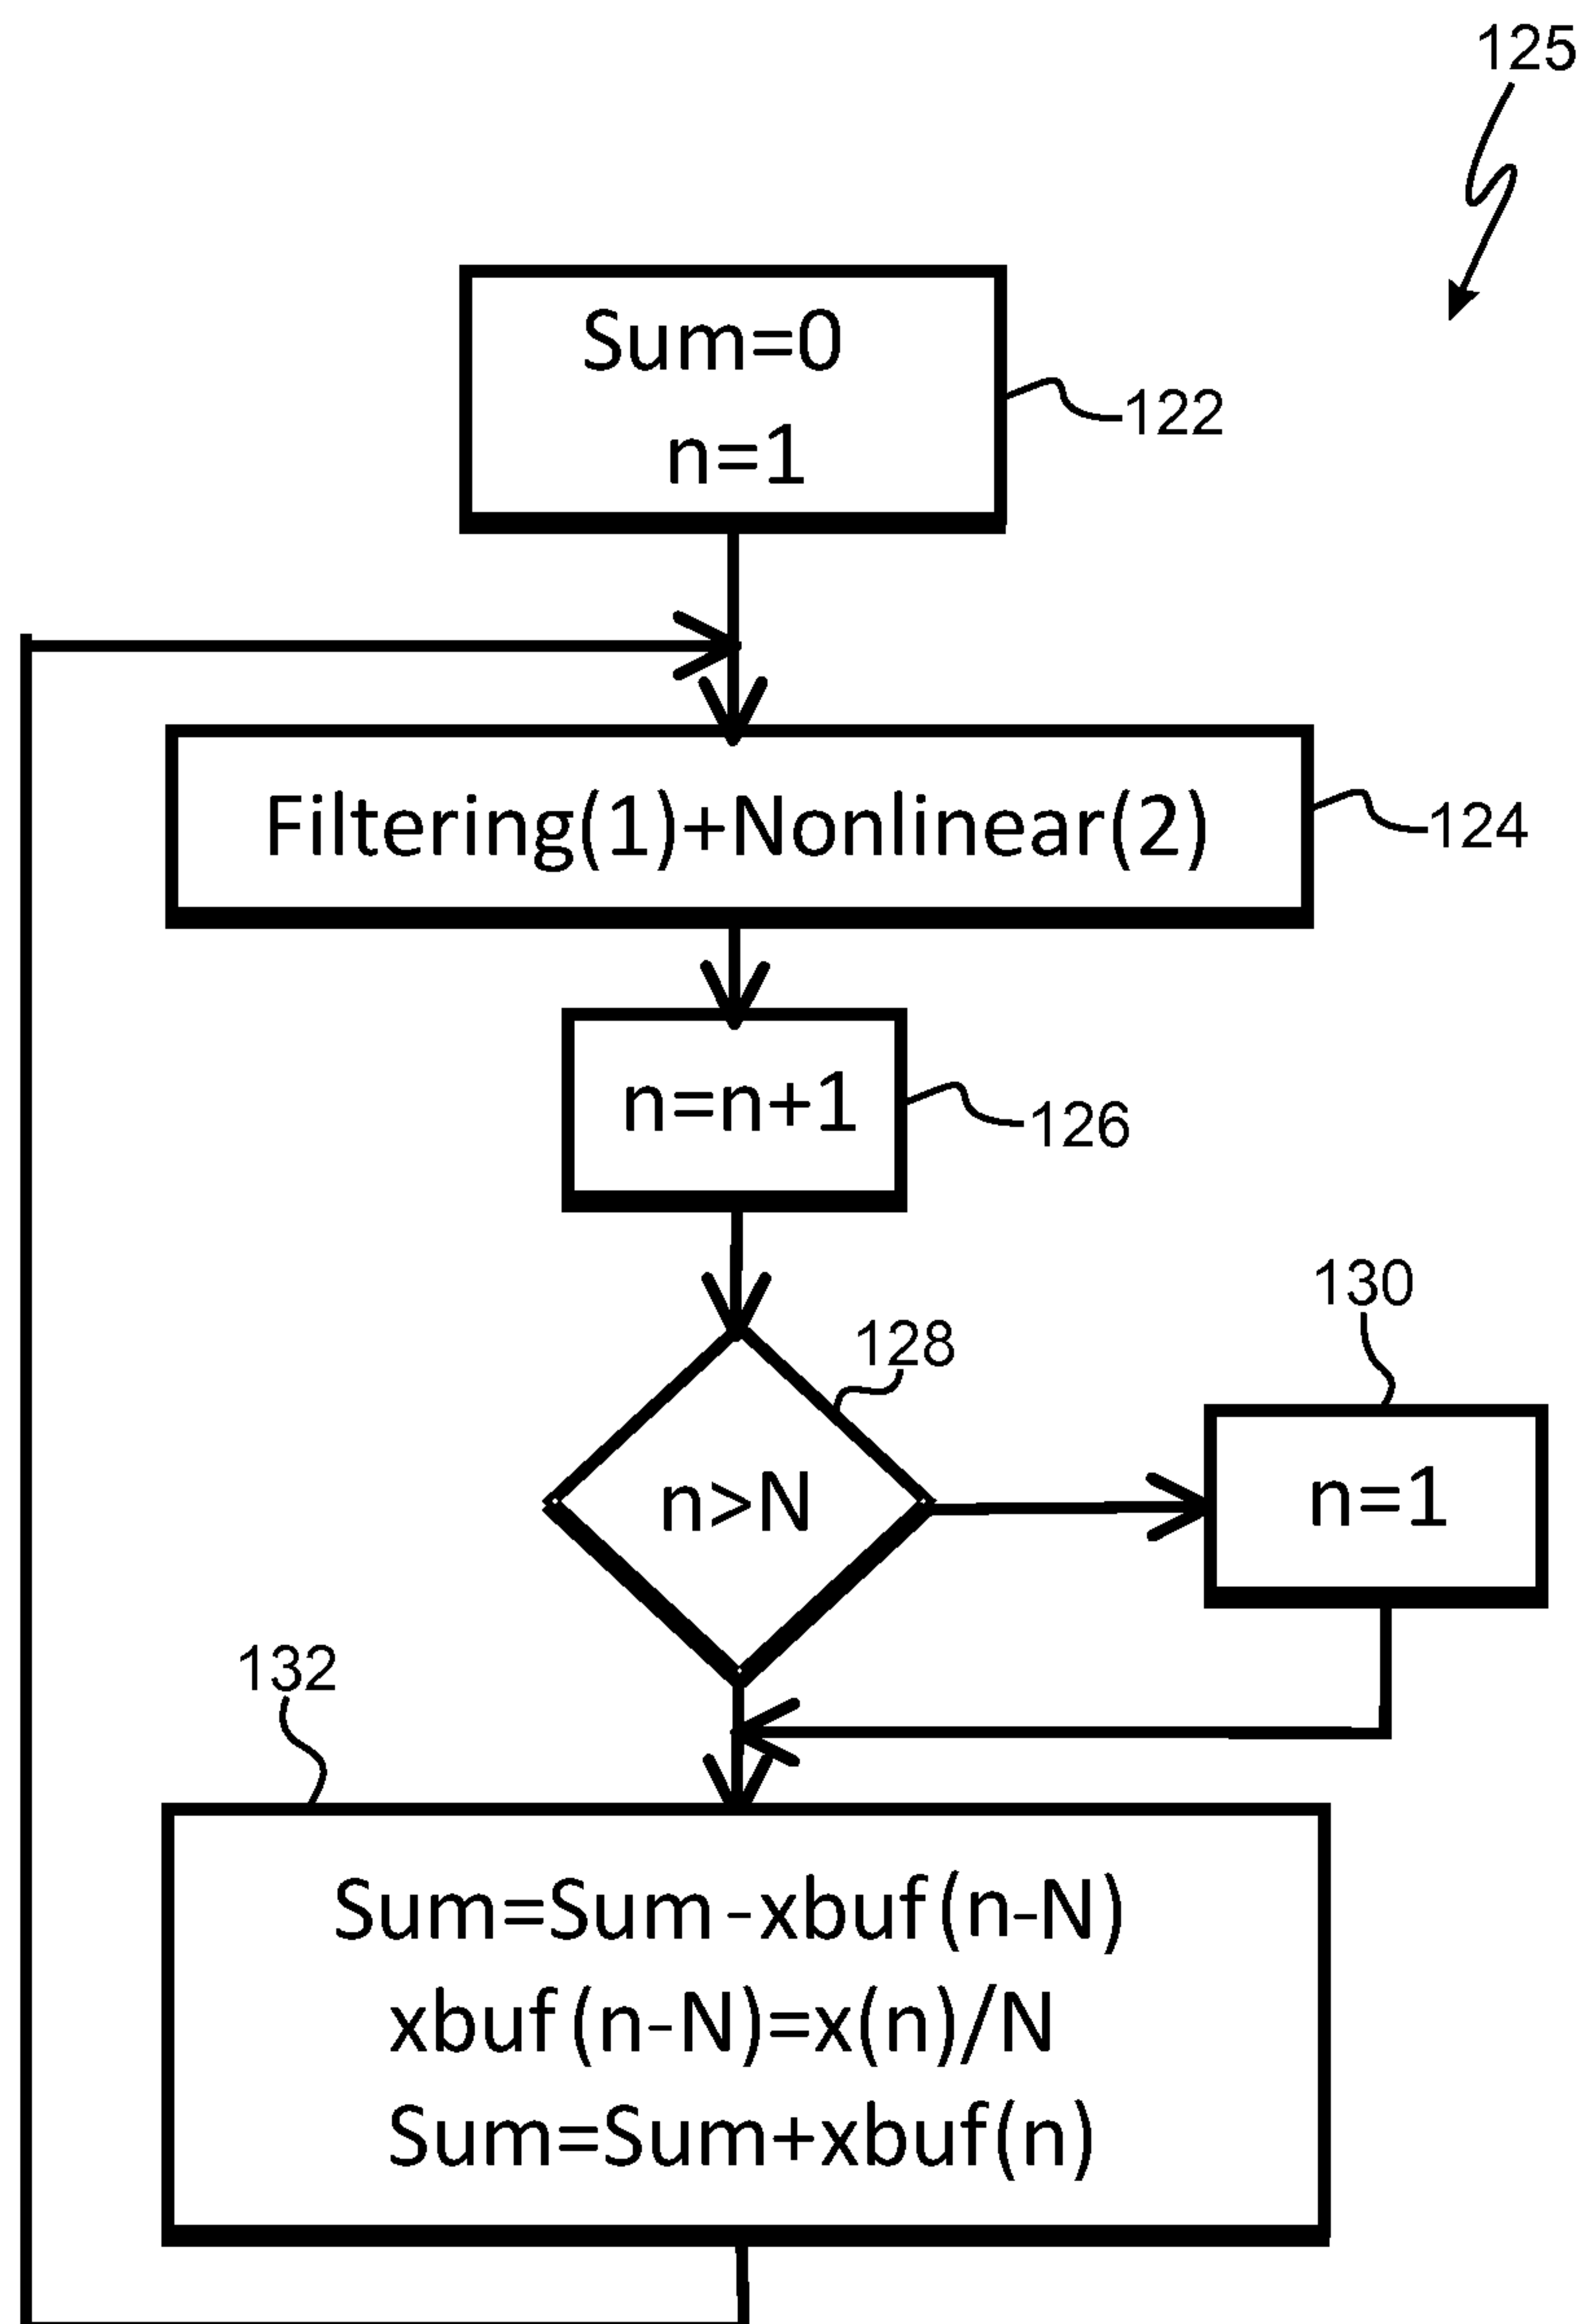 125
Sum=0
n=1
122
Filtering(1)+Nonlinear(2)
124
n=n+1
126
128
130
n>N
n=1
132
Sum=Sum-xbuf(n-N)
xbuf(n-N)=x(n)/N
Sum=Sum+xbuf(n)